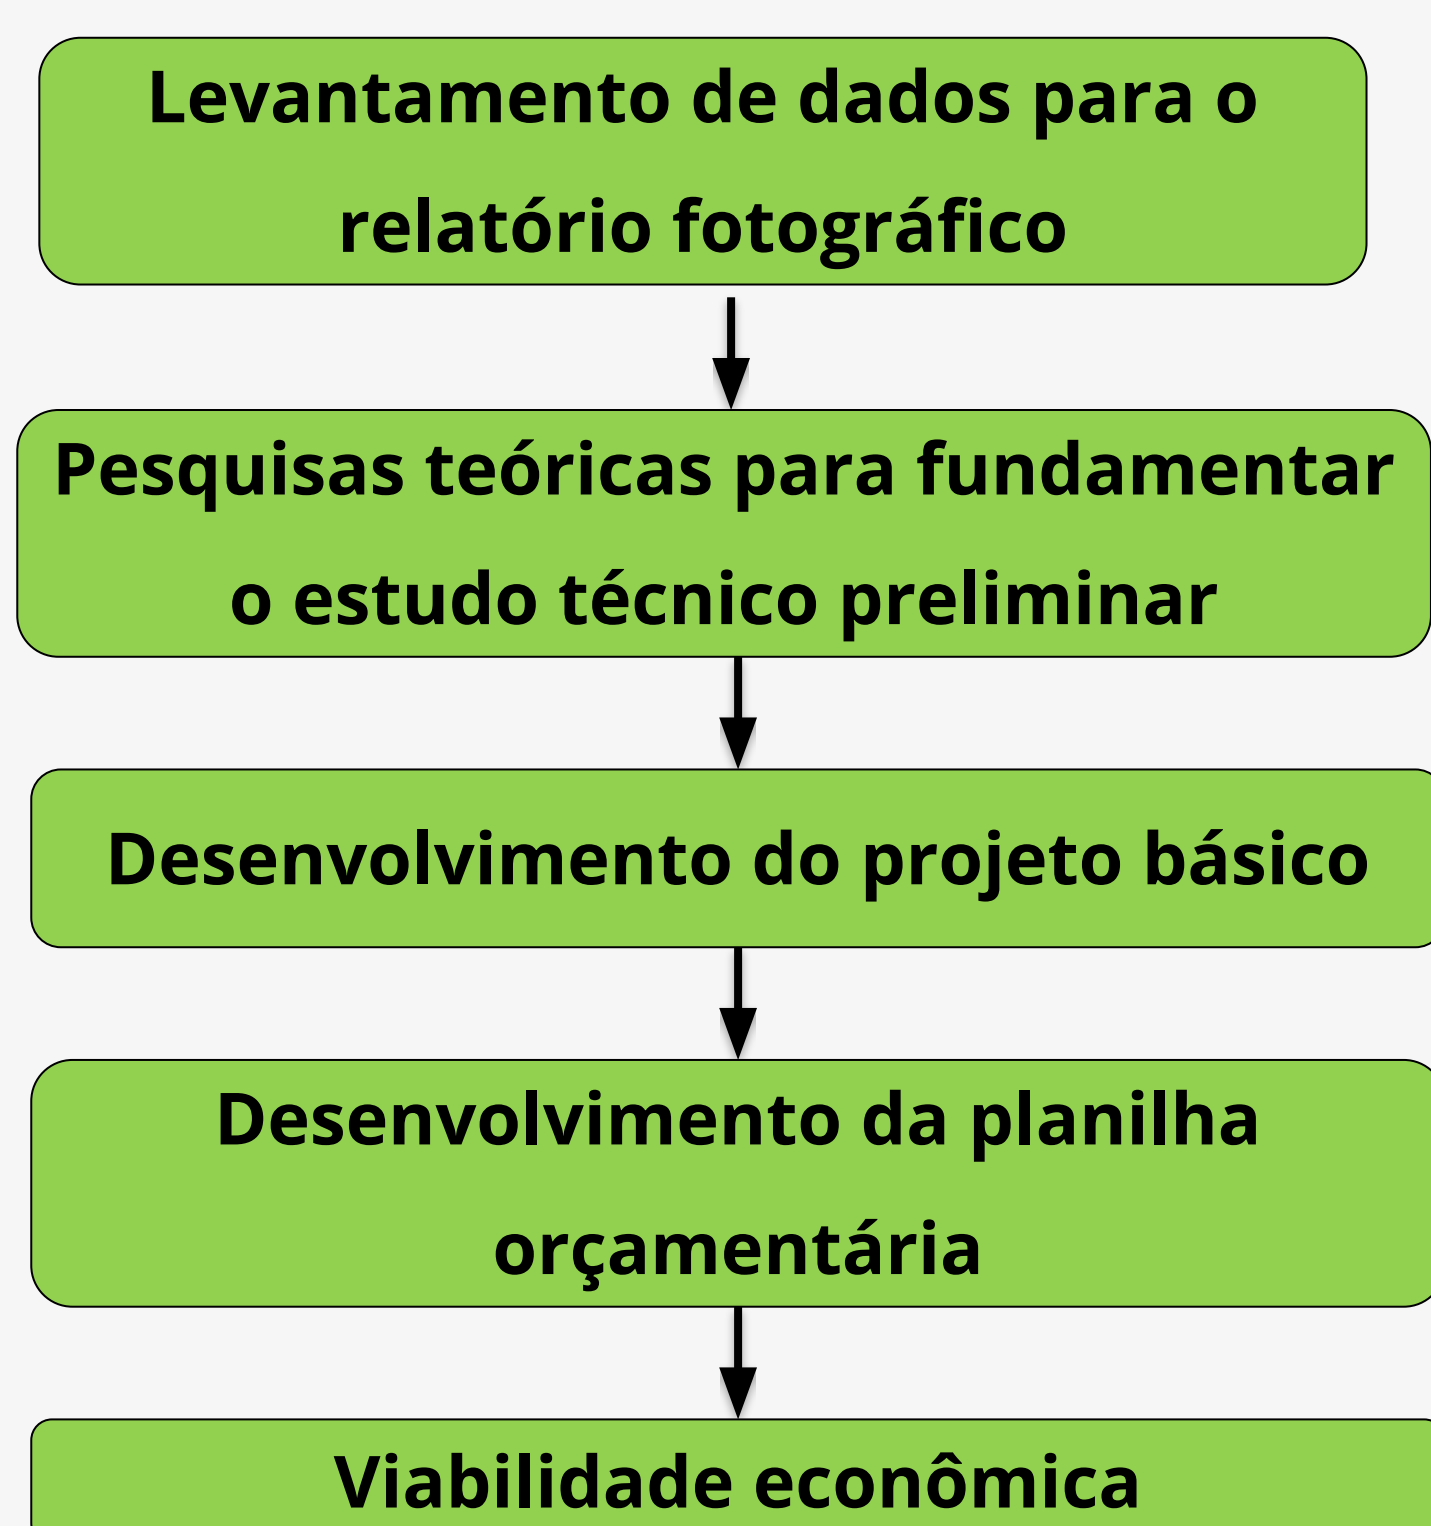 Levantamento de dados para o
relatório fotográfico
Pesquisas teóricas para fundamentar
o estudo técnico preliminar
Desenvolvimento do projeto básico
Desenvolvimento da planilha
orçamentária
Viabilidade econômica